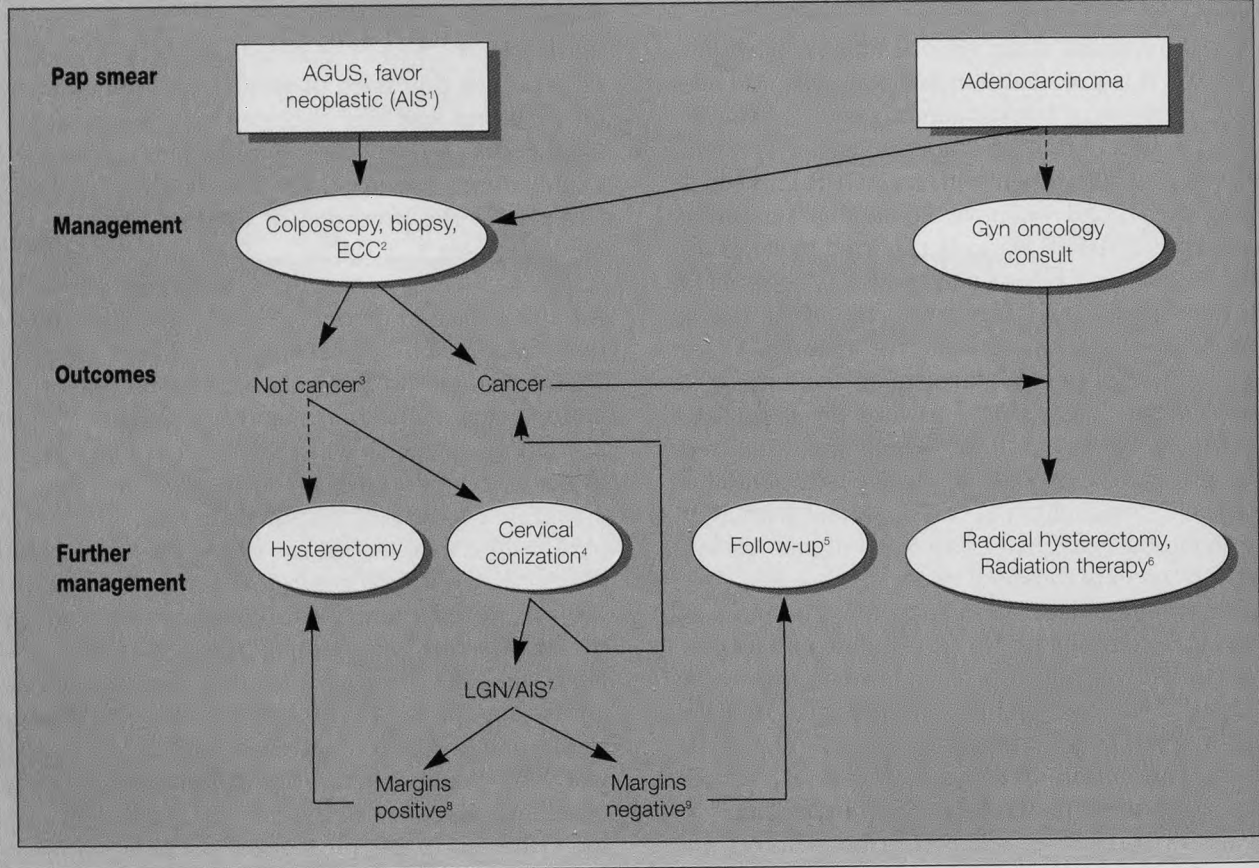 Pap smear
AGUS, favor
neoplastic (AIS¹)
Adenocarcinoma
Management
Colposcopy, biopsy,
ECC²
Gyn oncology
consult
Outcomes
Not cancer³
Cancer
Further
management
Hysterectomy
Cervical
conization⁴
Follow-up⁵
Radical hysterectomy,
Radiation therapy⁶
LGN/AIS⁷
Margins
positive⁸
Margins
negative⁹